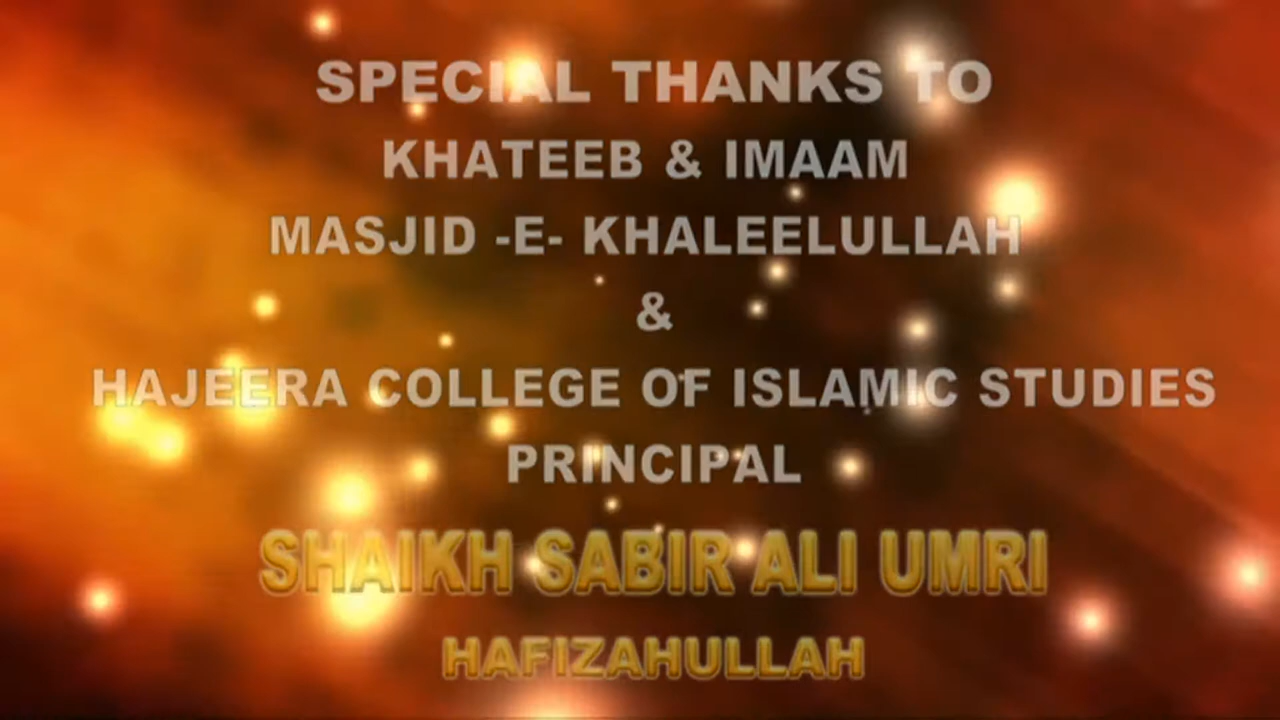 SPECIAL THANKS TO
KHATEEB & IMAAM
MASJID -E- KHALEELULLAH
&
HAJEERA COLLEGE OF ISLAMIC STUDIES
PRINCIPAL
SHAIKH SABIR ALI UMRI
HAFIZAHULLAH